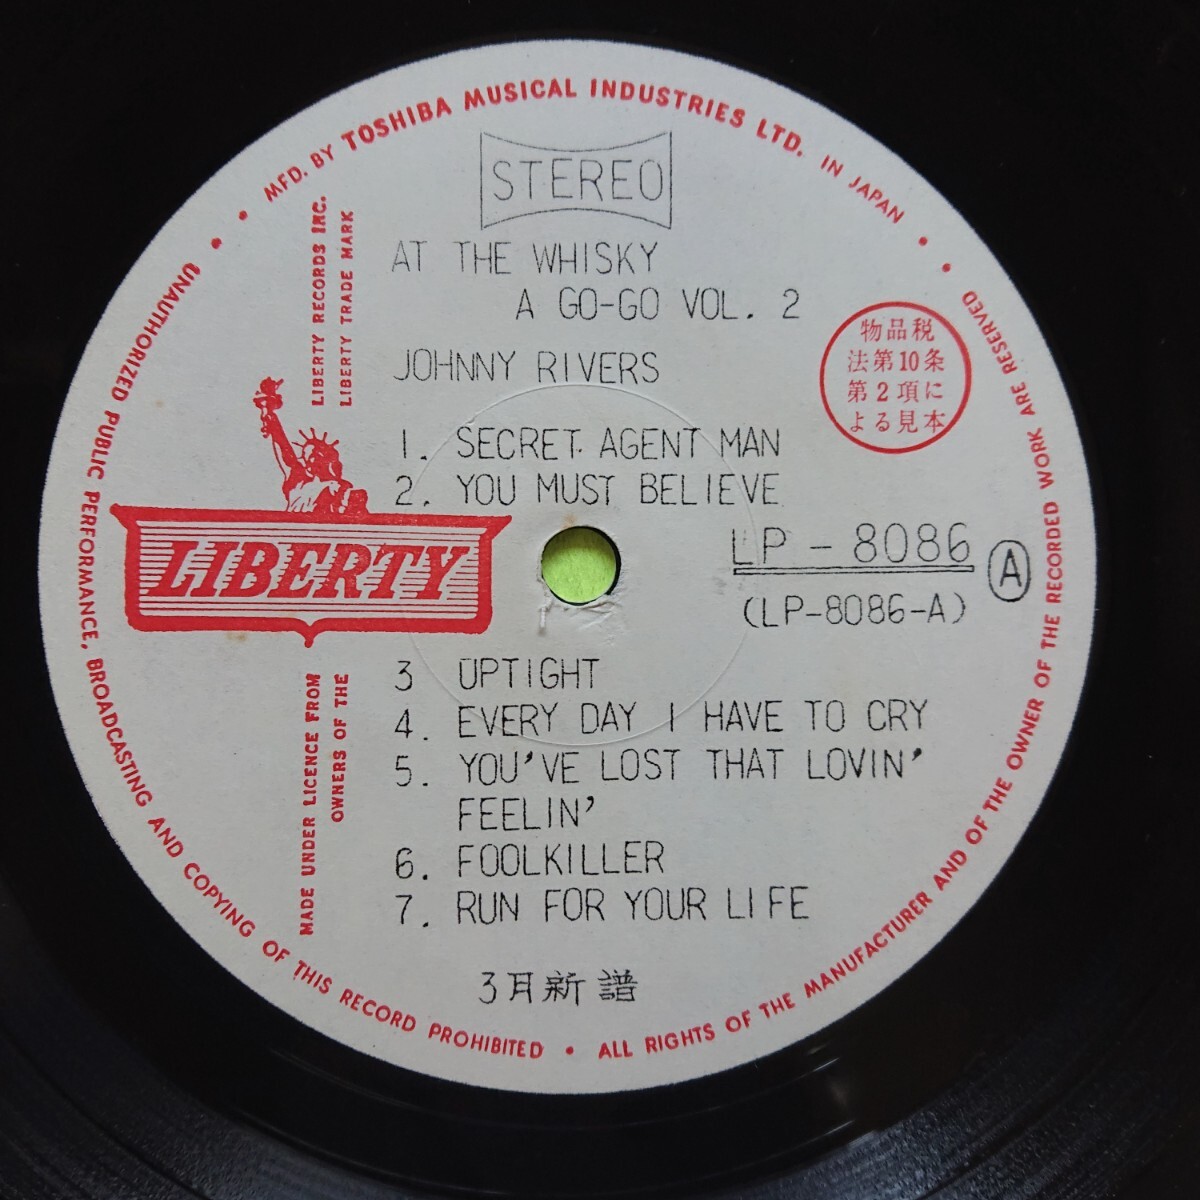 MFD. BY TOSHIBA MUSICAL INDUSTRIES LTD. IN JAPAN
STEREO
AT THE WHISKY
A GO-GO VOL. 2
JOHNNY RIVERS
物品税
法第10条
第2項に
よる見本
1. SECRET AGENT MAN
2. YOU MUST BELIEVE
LP-8086
A
(LP-8086-A)
LIBERTY RECORDS INC.
LIBERTY TRADE MARK
LIBERTY
MADE UNDER LICENCE FROM
OWNERS OF THE
3 UPTIGHT
4. EVERY DAY I HAVE TO CRY
5. YOU'VE LOST THAT LOVIN'
FEELIN'
6. FOOLKILLER
7. RUN FOR YOUR LIFE
3月新譜
UNAUTHORIZED PUBLIC PERFORMANCE, BROADCASTING AND COPYING OF THIS RECORD PROHIBITED • ALL RIGHTS OF THE MANUFACTURER AND OF THE OWNER OF THE RECORDED WORK ARE RESERVED